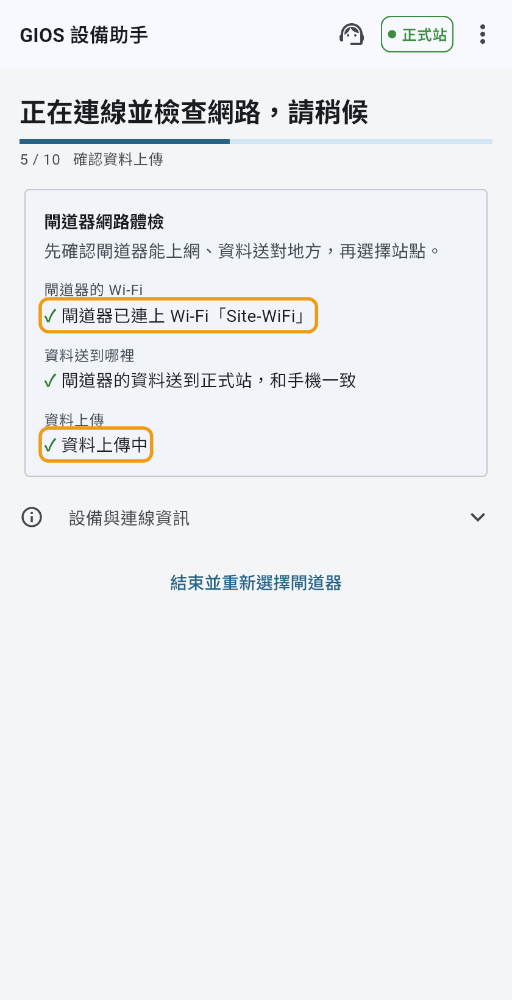 GIOS 設備助手
正式站
正在連線並檢查網路，請稍候
5 / 10 確認資料上傳
閘道器網路體檢
先確認閘道器能上網、資料送對地方，再選擇站點。
閘道器的 Wi-Fi
✓ 閘道器已連上 Wi-Fi「Site-WiFi」
資料送到哪裡
✓ 閘道器的資料送到正式站，和手機一致
資料上傳
✓ 資料上傳中
設備與連線資訊
結束並重新選擇閘道器